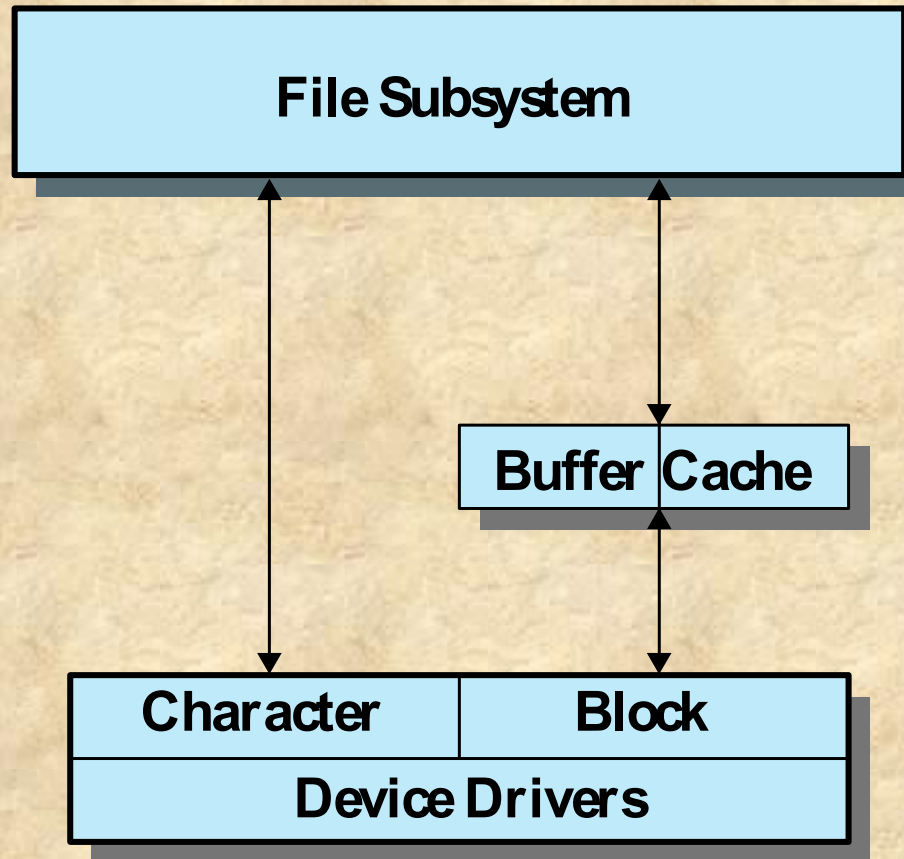 File Subsystem
Buffer Cache
Character Block
Device Drivers